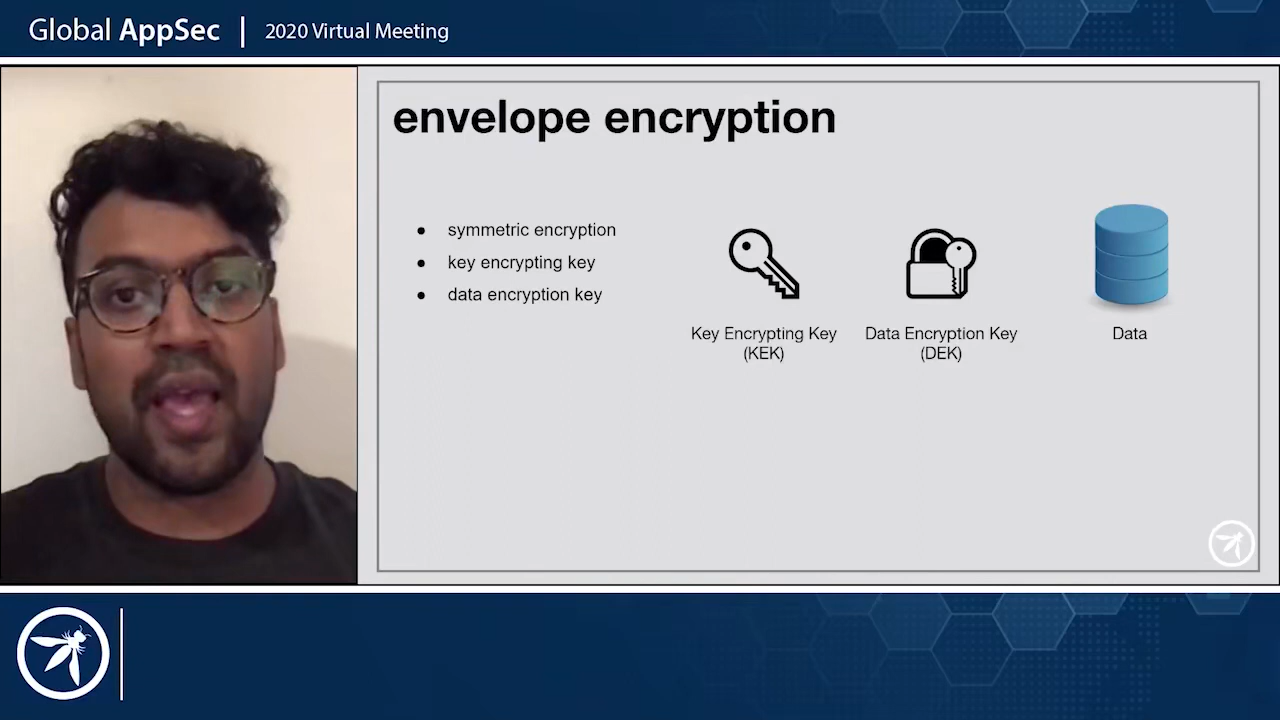 Global AppSec | 2020 Virtual Meeting
envelope encryption
• symmetric encryption
• key encrypting key
• data encryption key
Key Encrypting Key
(KEK)
Data Encryption Key
(DEK)
Data